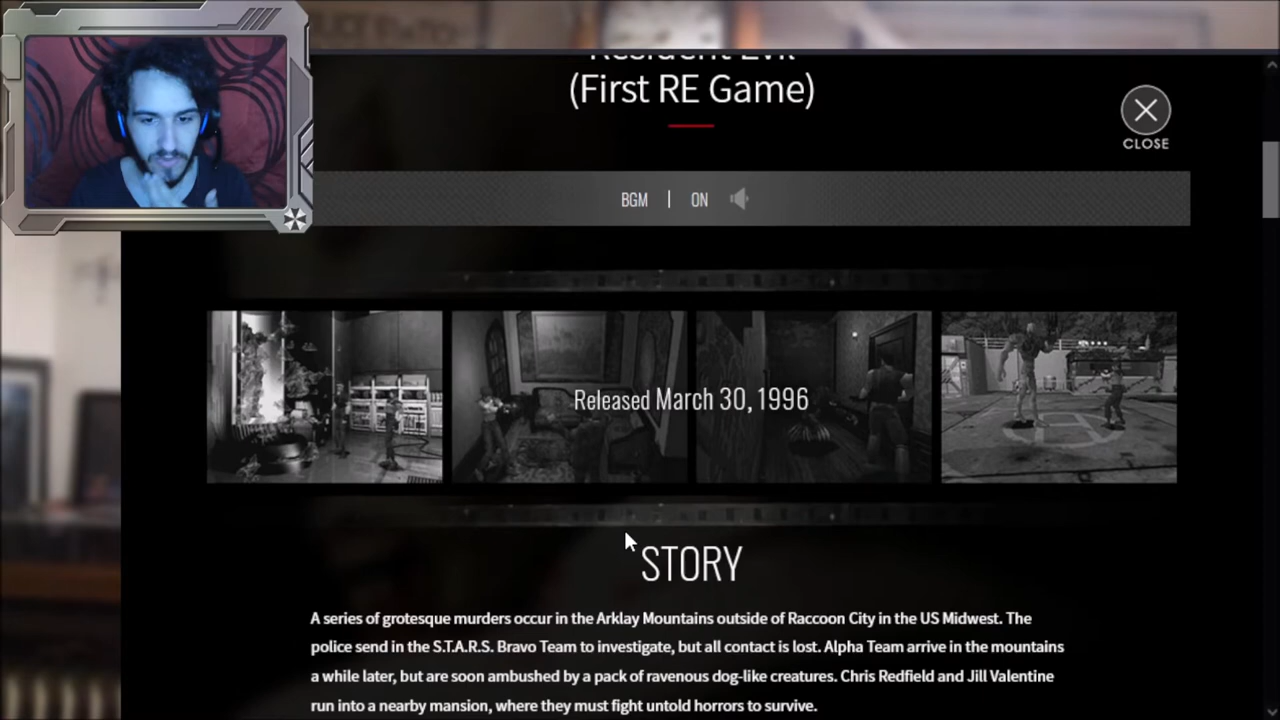 Resident Evil
(First RE Game)
CLOSE
BGM | ON
Released March 30, 1996
STORY
A series of grotesque murders occur in the Arklay Mountains outside of Raccoon City in the US Midwest. The
police send in the S.T.A.R.S. Bravo Team to investigate, but all contact is lost. Alpha Team arrive in the mountains
a while later, but are soon ambushed by a pack of ravenous dog-like creatures. Chris Redfield and Jill Valentine
run into a nearby mansion, where they must fight untold horrors to survive.